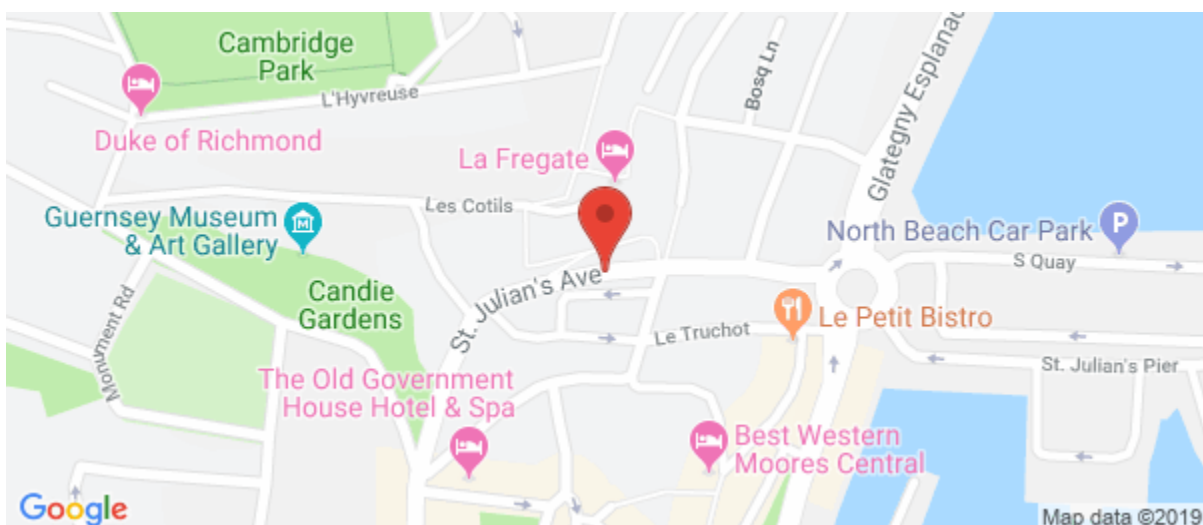 Cambridge
Park
Bosq Ln
Glategny Esplanad
L'Hyvreuse
Duke of Richmond
La Fregate
Les Cotils
Guernsey Museum
& Art Gallery
North Beach Car Park
P
S Quay
Candie
Gardens
St. Julian's Ave
Monument Rd
Le Truchot
Le Petit Bistro
St. Julian's Pier
The Old Government
House Hotel & Spa
Best Western
Moores Central
Google
Map data ©2019